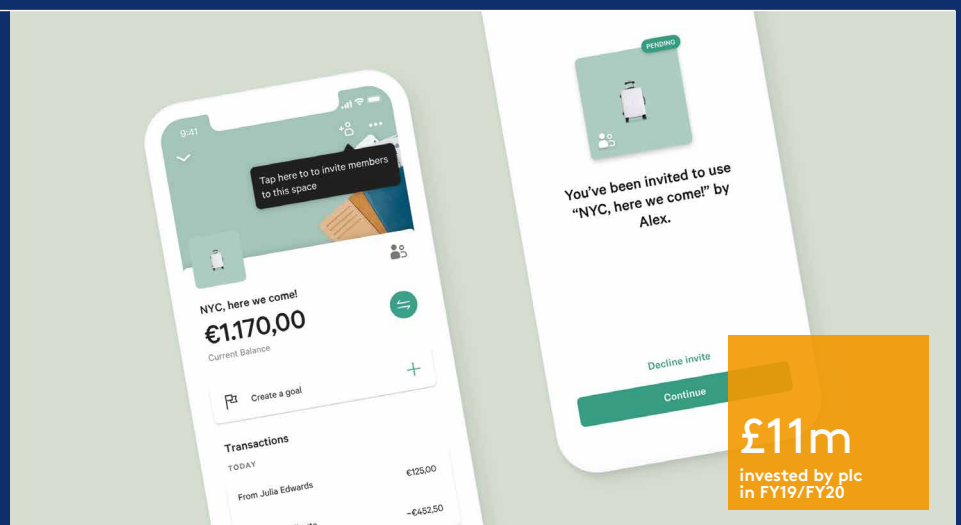 9:41
Tap here to to invite members
to this space
NYC, here we come!
€1.170,00
Current Balance
Create a goal
Transactions
TODAY
From Julia Edwards
€125,00
-€452,50
PENDING
You've been invited to use
“NYC, here we come!” by
Alex.
Decline invite
Continue
£11m
invested by plc
in FY19/FY20